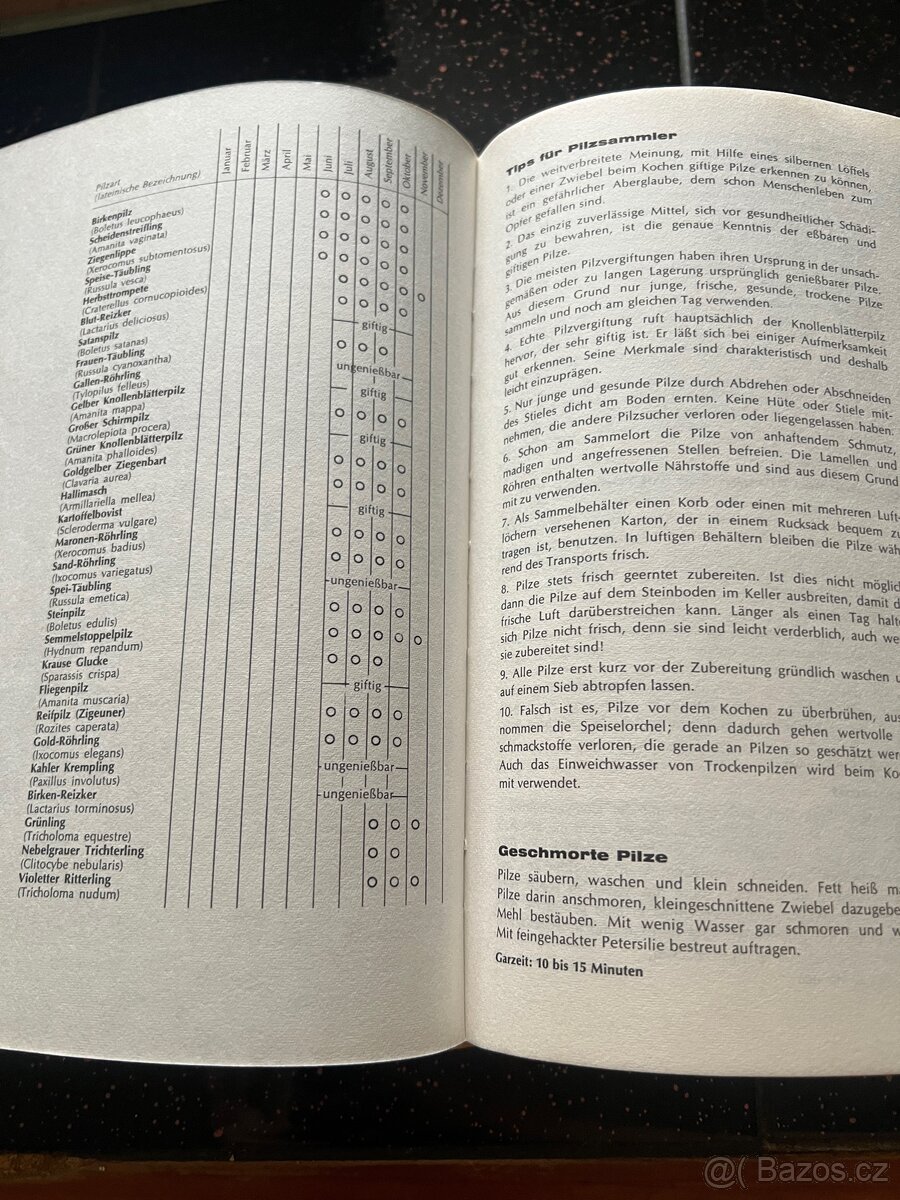 Pilzart
(lateinische Bezeichnung)
Januar
Februar
März
April
Mai
Juni
Juli
August
September
Oktober
November
Dezember
Birkenpilz
(Boletus leucophaeus)
Scheidenstreifling
(Amanita vaginata)
Ziegenlippe
(Xerocomus subtomentosus)
Speise-Täubling
(Russula vesca)
Herbsttrompete
(Craterellus cornucopioides)
Blut-Reizker
(Lactarius deliciosus)
Satanspilz
giftig
(Boletus satanas)
Frauen-Täubling
(Russula cyanoxantha)
Gallen-Röhrling
ungenießbar
(Tylopilus felleus)
Gelber Knollenblätterpilz
giftig
(Amanita mappa)
Großer Schirmpilz
(Macrolepiota procera)
Grüner Knollenblätterpilz
giftig
(Amanita phalloides)
Goldgelber Ziegenbart
(Clavaria aurea)
Hallimasch
(Armillariella mellea)
Kartoffelbovist
giftig
(Scleroderma vulgare)
Maronen-Röhrling
(Xerocomus badius)
Sand-Röhrling
(Ixocomus variegatus)
Spei-Täubling
ungenießbar
(Russula emetica)
Steinpilz
(Boletus edulis)
Semmelstoppelpilz
(Hydnum repandum)
Krause Glucke
(Sparassis crispa)
Fliegenpilz
giftig
(Amanita muscaria)
Reifpilz (Zigeuner)
(Rozites caperata)
Gold-Röhrling
(Ixocomus elegans)
Kahler Krempling
ungenießbar
(Paxillus involutus)
Birken-Reizker
ungenießbar
(Lactarius torminosus)
Grünling
(Tricholoma equestre)
Nebelgrauer Trichterling
(Clitocybe nebularis)
Violetter Ritterling
(Tricholoma nudum)
Tips für Pilzsammler
1. Die weitverbreitete Meinung, mit Hilfe eines silbernen Löffels
oder einer Zwiebel beim Kochen giftige Pilze erkennen zu können,
ist ein gefährlicher Aberglaube, dem schon Menschenleben zum
Opfer gefallen sind.
2. Das einzig zuverlässige Mittel, sich vor gesundheitlicher Schädi-
gung zu bewahren, ist die genaue Kenntnis der eßbaren und
giftigen Pilze.
3. Die meisten Pilzvergiftungen haben ihren Ursprung in der unsach-
gemäßen oder zu langen Lagerung ursprünglich genießbarer Pilze.
Aus diesem Grund nur junge, frische, gesunde, trockene Pilze
sammeln und noch am gleichen Tag verwenden.
4. Echte Pilzvergiftung ruft hauptsächlich der Knollenblätterpilz
hervor, der sehr giftig ist. Er läßt sich bei einiger Aufmerksamkeit
gut erkennen. Seine Merkmale sind charakteristisch und deshalb
leicht einzuprägen.
5. Nur junge und gesunde Pilze durch Abdrehen oder Abschneiden
des Stieles dicht am Boden ernten. Keine Hüte oder Stiele mit-
nehmen, die andere Pilzsucher verloren oder liegengelassen haben.
6. Schon am Sammelort die Pilze von anhaftendem Schmutz,
madigen und angefressenen Stellen befreien. Die Lamellen und
Röhren enthalten wertvolle Nährstoffe und sind aus diesem Grund
mit zu verwenden.
7. Als Sammelbehälter einen Korb oder einen mit mehreren Luft-
löchern versehenen Karton, der in einem Rucksack bequem zu
tragen ist, benutzen. In luftigen Behältern bleiben die Pilze wäh-
rend des Transports frisch.
8. Pilze stets frisch geerntet zubereiten. Ist dies nicht möglic
dann die Pilze auf dem Steinboden im Keller ausbreiten, damit d
frische Luft darüberstreichen kann. Länger als einen Tag halte
sich Pilze nicht frisch, denn sie sind leicht verderblich, auch we
sie zubereitet sind!
9. Alle Pilze erst kurz vor der Zubereitung gründlich waschen u
auf einem Sieb abtropfen lassen.
10. Falsch ist es, Pilze vor dem Kochen zu überbrühen, aus
nommen die Speiselorchel; denn dadurch gehen wertvolle
schmackstoffe verloren, die gerade an Pilzen so geschätzt wer
Auch das Einweichwasser von Trockenpilzen wird beim Ko
mit verwendet.
Geschmorte Pilze
Pilze säubern, waschen und klein schneiden. Fett heiß ma
Pilze darin anschmoren, kleingeschnittene Zwiebel dazugebe
Mehl bestäuben. Mit wenig Wasser gar schmoren und w
Mit feingehackter Petersilie bestreut auftragen.
Garzeit: 10 bis 15 Minuten
@( Bazos.cz